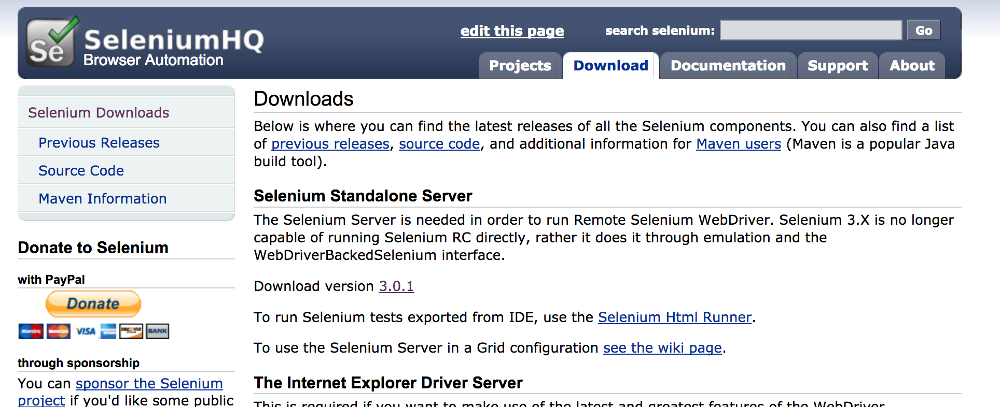 Se
SeleniumHQ
Browser Automation
edit this page
search selenium:
Go
Projects
Download
Documentation
Support
About
Selenium Downloads
Previous Releases
Source Code
Maven Information
Donate to Selenium
with PayPal
Donate
Maestro MasterCard VISA AMERICAN EXPRESS DISCOVER BANK
through sponsorship
You can sponsor the Selenium
project if you'd like some public
Downloads
Below is where you can find the latest releases of all the Selenium components. You can also find a list
of previous releases, source code, and additional information for Maven users (Maven is a popular Java
build tool).
Selenium Standalone Server
The Selenium Server is needed in order to run Remote Selenium WebDriver. Selenium 3.X is no longer
capable of running Selenium RC directly, rather it does it through emulation and the
WebDriverBackedSelenium interface.
Download version 3.0.1
To run Selenium tests exported from IDE, use the Selenium Html Runner.
To use the Selenium Server in a Grid configuration see the wiki page.
The Internet Explorer Driver Server
This is required if you want to make use of the latest and greatest features of the WebDriver